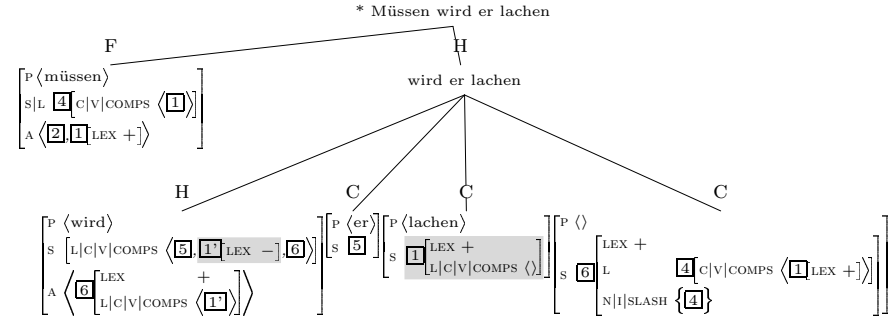 * Müssen wird er lachen
F H
wird er lachen
P ⟨müssen⟩
S|L 4[C|V|COMPS ⟨1⟩]
A ⟨2,1[LEX +]⟩
H C C C
P ⟨wird⟩
S [L|C|V|COMPS ⟨5,1'[LEX −],6⟩]
A ⟨6[LEX +
L|C|V|COMPS ⟨1'⟩]⟩
P ⟨er⟩
S 5
P ⟨lachen⟩
S 1[LEX +
L|C|V|COMPS ⟨⟩]
P ⟨⟩
S 6[LEX +
L 4[C|V|COMPS ⟨1[LEX +]⟩]
N|I|SLASH {4}]